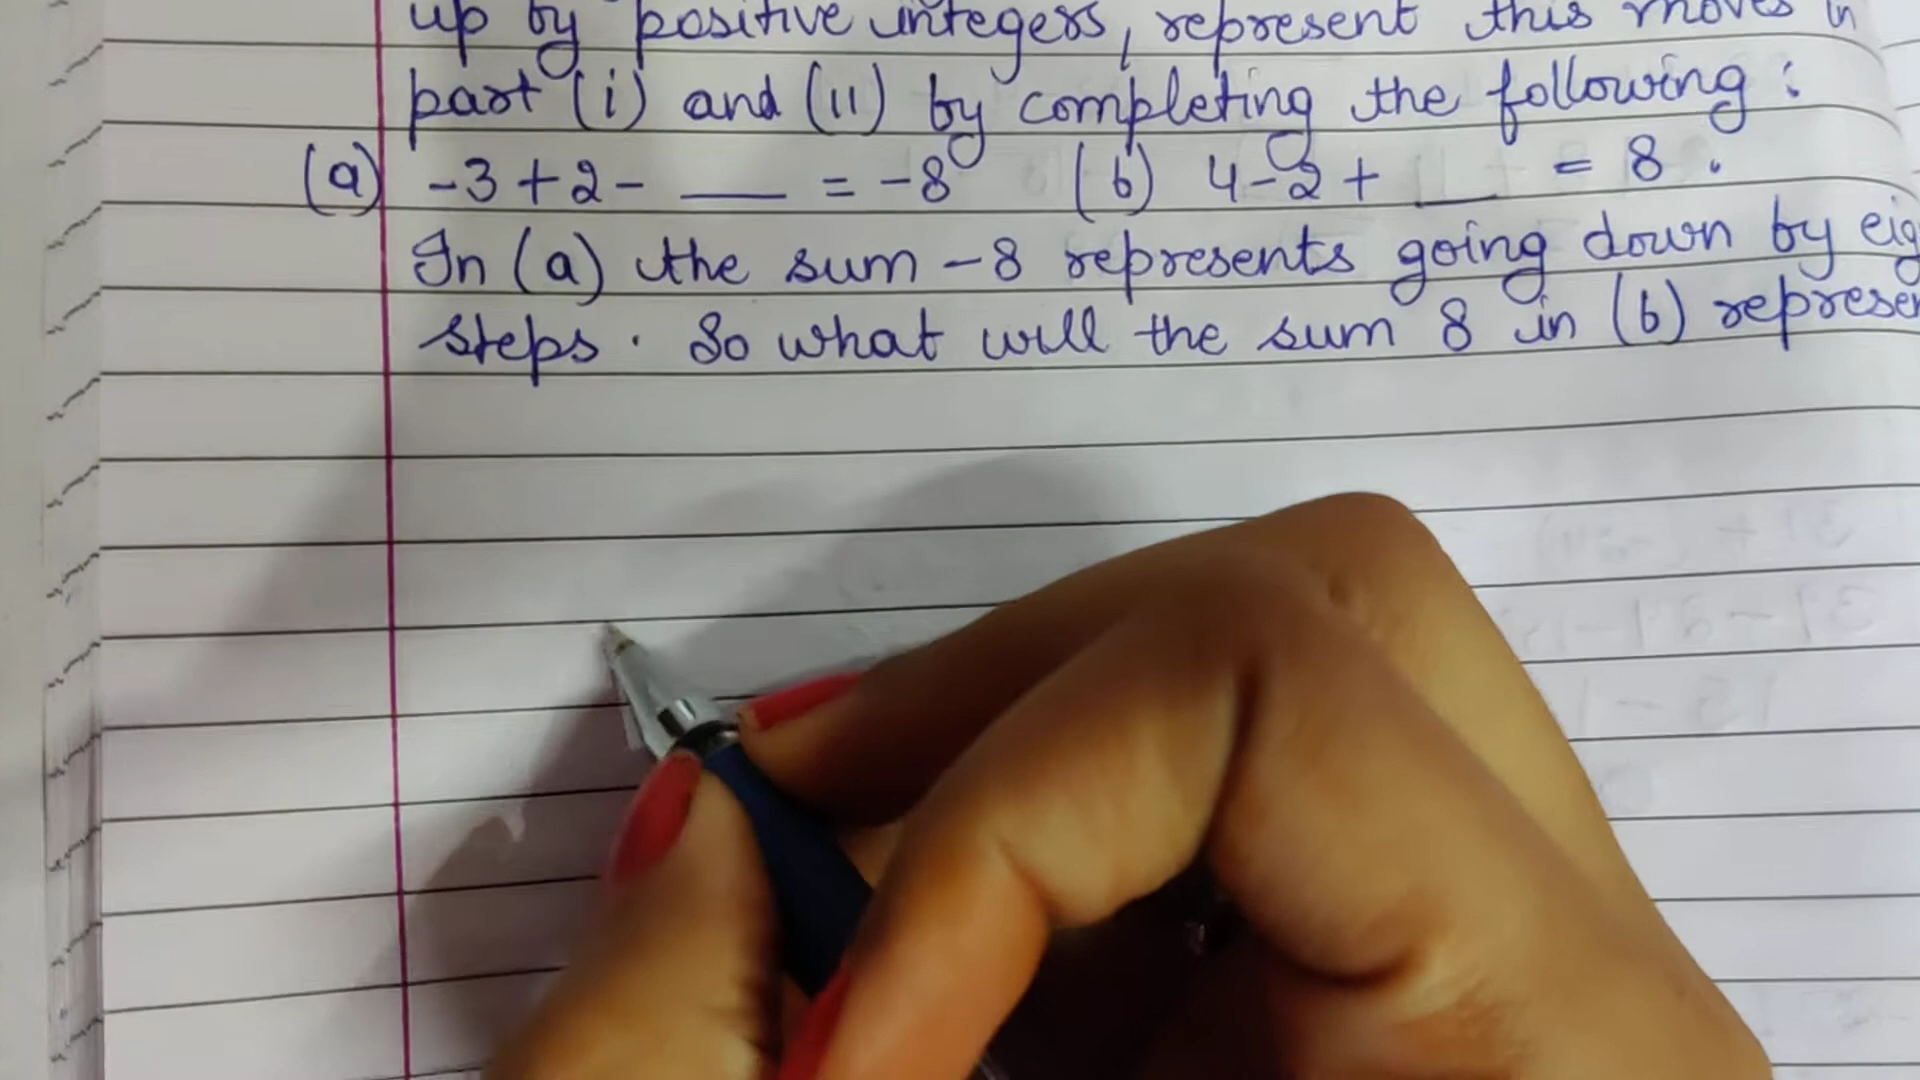 up by positive integers, represent this moves in
part (i) and (ii) by completing the following :
(a) -3+2- ___ = -8 (b) 4-2+ ___ = 8 .
In (a) the sum -8 represents going down by eig
steps. So what will the sum 8 in (b) represen